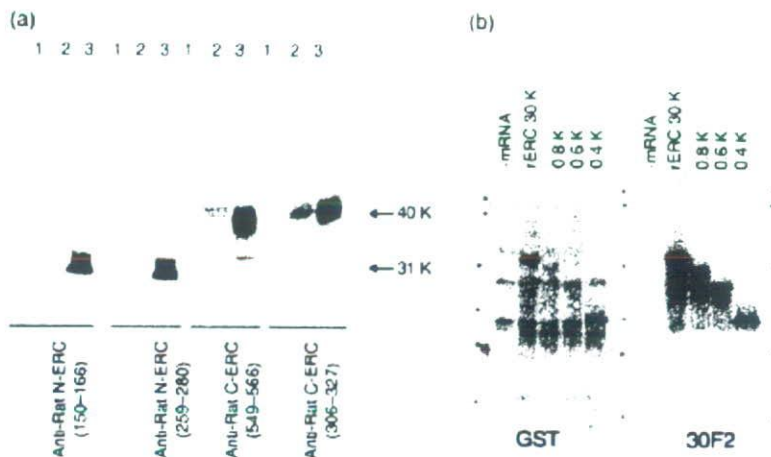 (a)
1 2 3 1 2 3 1 2 3 1 2 3
← 40 K
← 31 K
Anti-Rat N-ERC
(150–166)
Anti-Rat N-ERC
(259–280)
Anti-Rat C-ERC
(549–566)
Anti-Rat C-ERC
(306–327)
(b)
-mRNA
rERC 30 K
0.8 K
0.6 K
0.4 K
GST
-mRNA
rERC 30 K
0.8 K
0.6 K
0.4 K
30F2